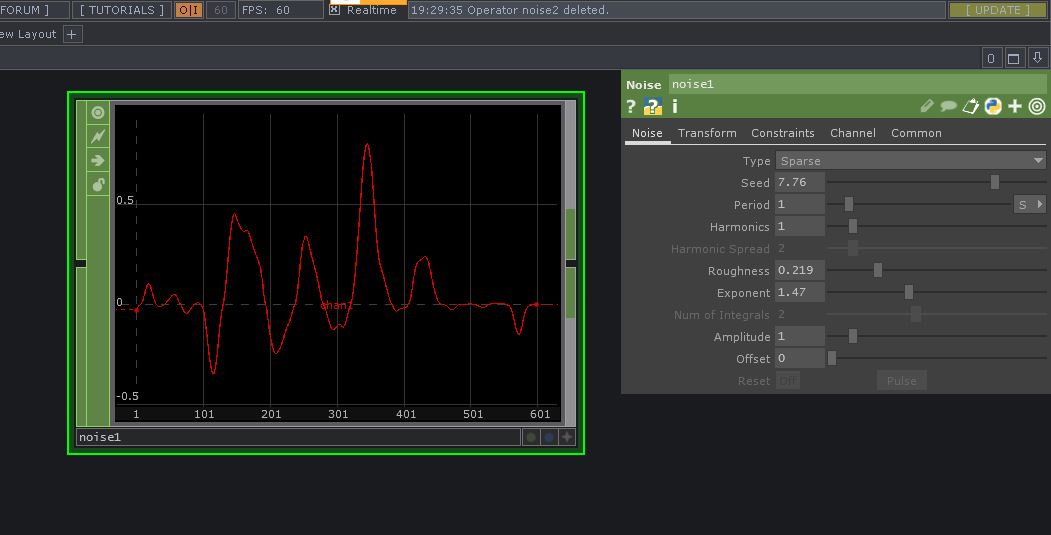 FORUM ] [ TUTORIALS ] O|I 60 FPS: 60 Realtime 19:29:35 Operator noise2 deleted. [ UPDATE ]
ew Layout +
0
Noise noise1
? ? i
Noise Transform Constraints Channel Common
Type Sparse
Seed 7.76
Period 1 S
Harmonics 1
Harmonic Spread 2
Roughness 0.219
Exponent 1.47
Num of Integrals 2
Amplitude 1
Offset 0
Reset Off Pulse
0.5
0
chan1
-0.5
1 101 201 301 401 501 601
noise1